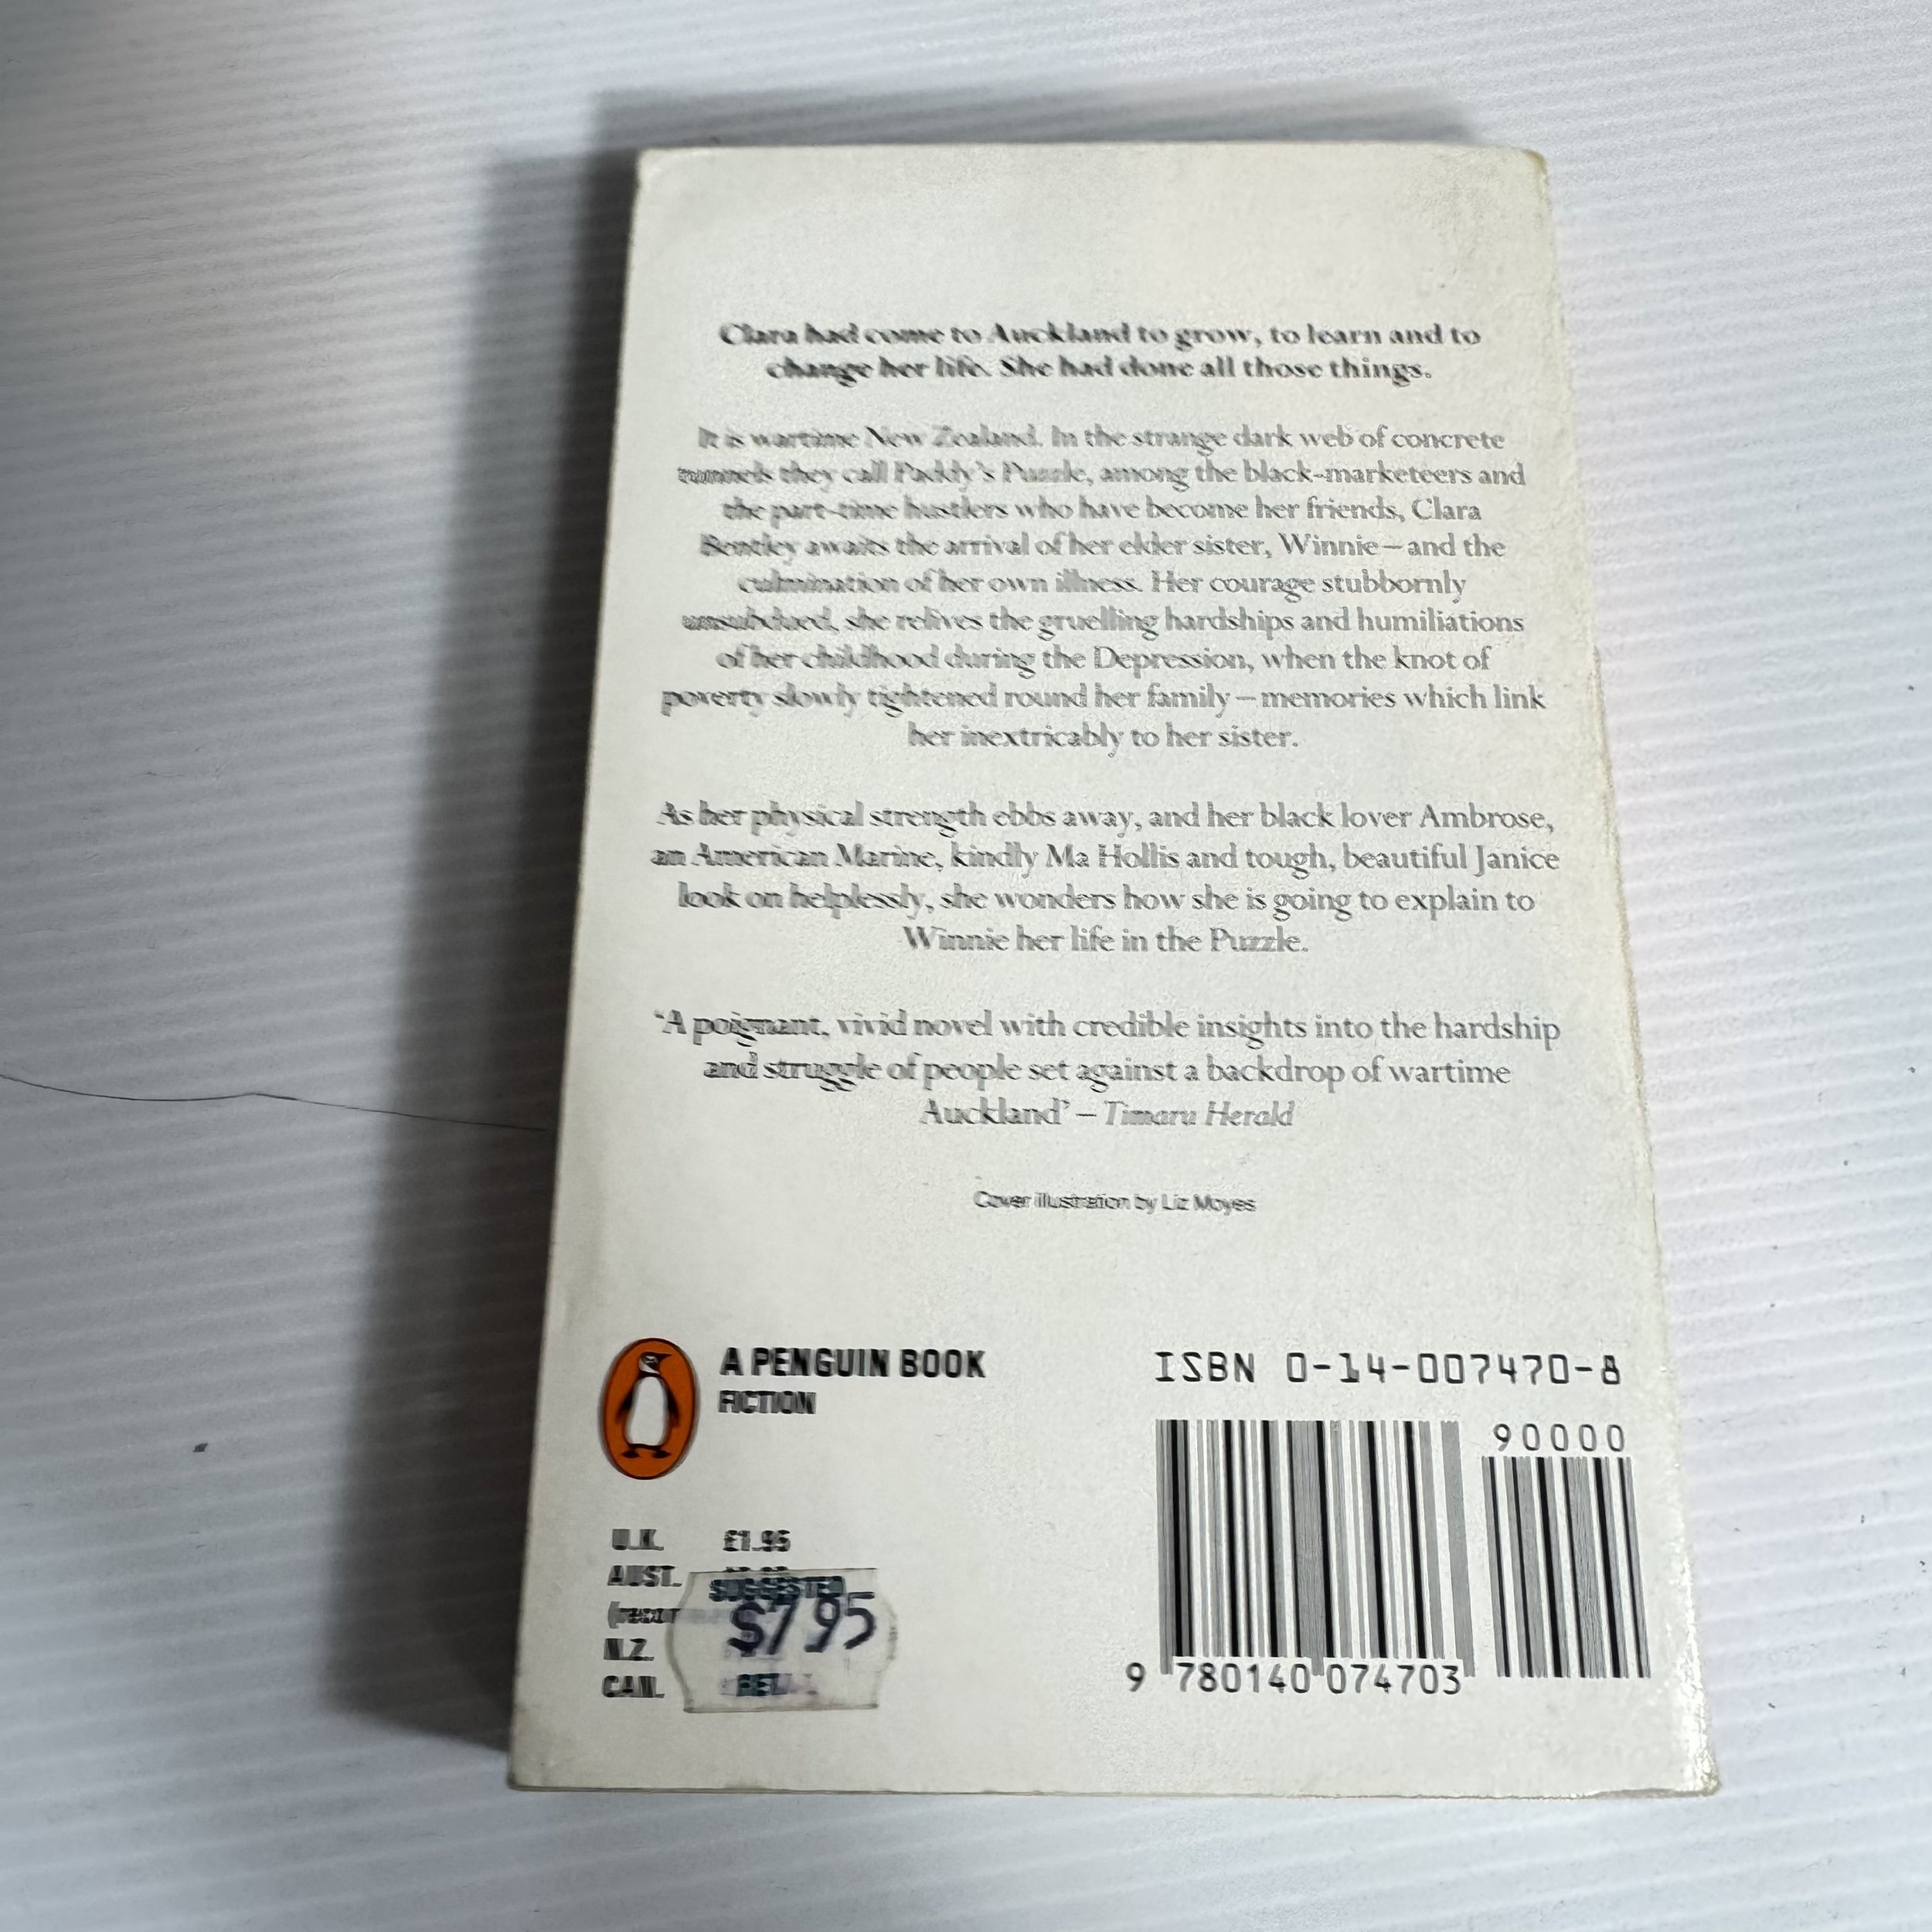 Clara had come to Auckland to grow, to learn and to
change her life. She had done all those things.
It is wartime New Zealand. In the strange dark web of concrete
tunnels they call Paddy's Puzzle, among the black-marketeers and
the part-time hustlers who have become her friends, Clara
Bentley awaits the arrival of her elder sister, Winnie – and the
culmination of her own illness. Her courage stubbornly
unsubdued, she relives the gruelling hardships and humiliations
of her childhood during the Depression, when the knot of
poverty slowly tightened round her family – memories which link
her inextricably to her sister.
As her physical strength ebbs away, and her black lover Ambrose,
an American Marine, kindly Ma Hollis and tough, beautiful Janice
look on helplessly, she wonders how she is going to explain to
Winnie her life in the Puzzle.
'A poignant, vivid novel with credible insights into the hardship
and struggle of people set against a backdrop of wartime
Auckland' – Timaru Herald
Cover illustration by Liz Moyes
A PENGUIN BOOK
FICTION
ISBN 0-14-007470-8
90000
9 780140 074703
U.K. £1.95
AUST.
SUGGESTED
$7.95
N.Z.
CAN.